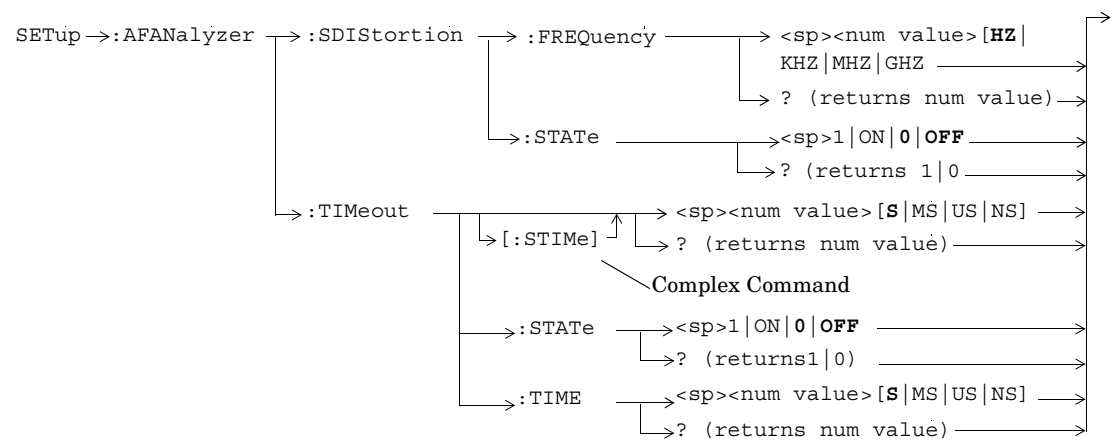 SETup :AFANalyzer :SDIStortion :FREQuency <sp><num value>[HZ|
KHZ|MHZ|GHZ
? (returns num value)
:STATe <sp>1|ON|0|OFF
? (returns 1|0
:TIMeout <sp><num value>[S|MS|US|NS]
[:STIMe] ? (returns num value)
Complex Command
:STATe <sp>1|ON|0|OFF
? (returns1|0)
:TIME <sp><num value>[S|MS|US|NS]
? (returns num value)